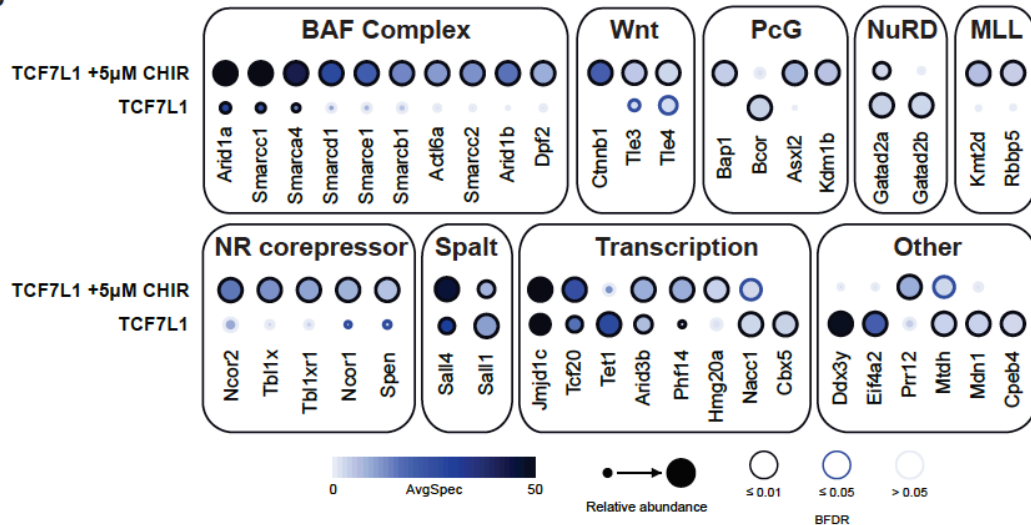 BAF Complex Wnt PcG NuRD MLL
TCF7L1 +5µM CHIR
TCF7L1
Arid1a Smarcc1 Smarca4 Smarcd1 Smarce1 Smarcb1 Actl6a Smarcc2 Arid1b Dpf2 Ctnnb1 Tle3 Tle4 Bap1 Bcor Asxl2 Kdm1b Gatad2a Gatad2b Kmt2d Rbbp5
NR corepressor Spalt Transcription Other
TCF7L1 +5µM CHIR
TCF7L1
Ncor2 Tbl1x Tbl1xr1 Ncor1 Spen Sall4 Sall1 Jmjd1c Tcf20 Tet1 Arid3b Phf14 Hmg20a Nacc1 Cbx5 Ddx3y Eif4a2 Prr12 Mtdh Mdn1 Cpeb4
0 AvgSpec 50
Relative abundance
≤ 0.01 ≤ 0.05 > 0.05
BFDR